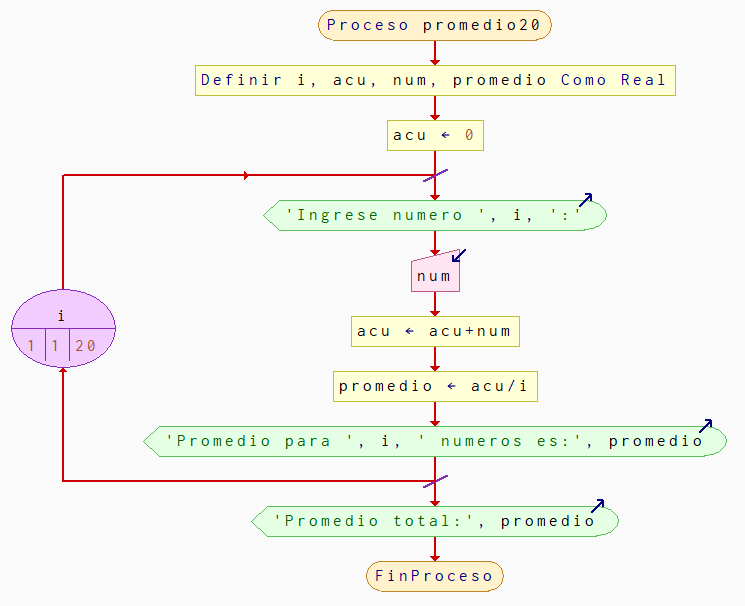 Proceso promedio20
Definir i, acu, num, promedio Como Real
acu ← 0
'Ingrese numero ', i, ':'
num
acu ← acu+num
i
1 1 20
promedio ← acu/i
'Promedio para ', i, ' numeros es:', promedio
'Promedio total:', promedio
FinProceso